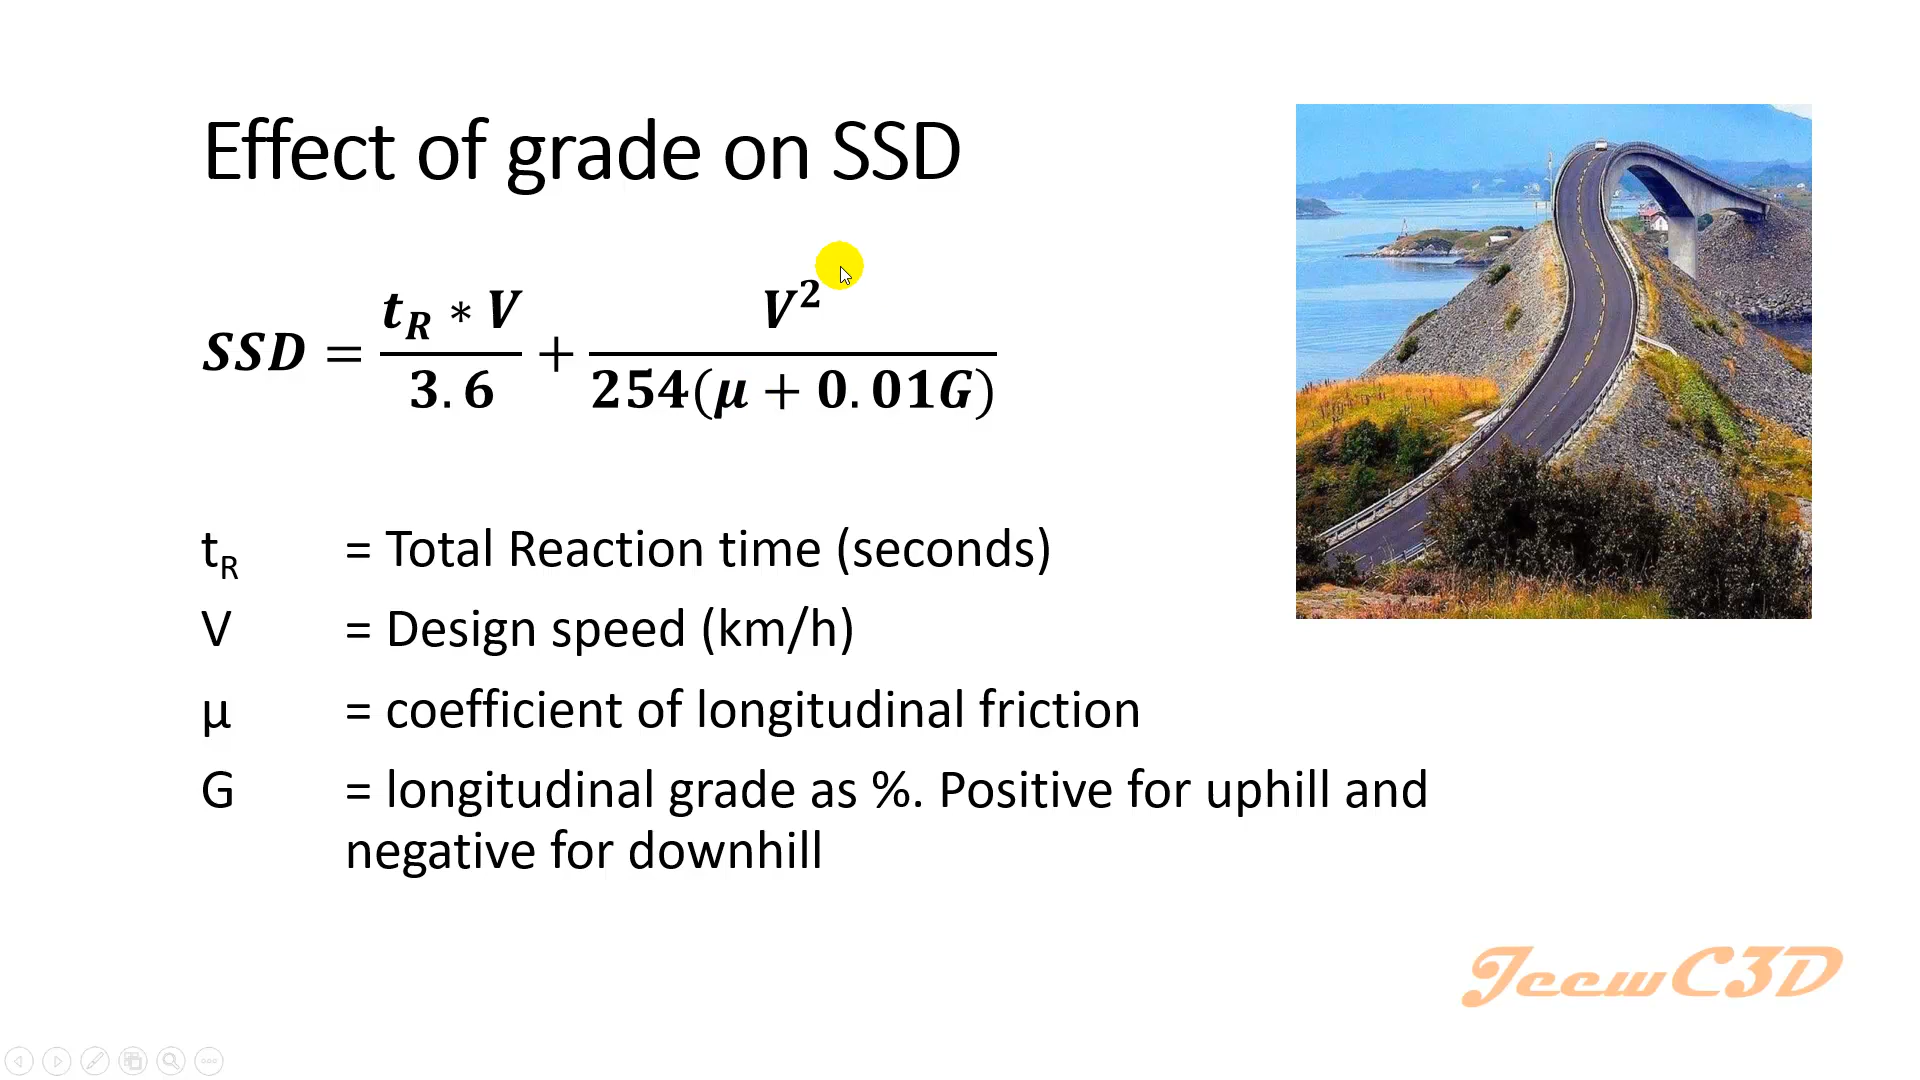 Effect of grade on SSD
SSD = t_R * V / 3.6 + V² / 254(μ + 0.01G)
t_R = Total Reaction time (seconds)
V = Design speed (km/h)
μ = coefficient of longitudinal friction
G = longitudinal grade as %. Positive for uphill and
negative for downhill
JeewC3D